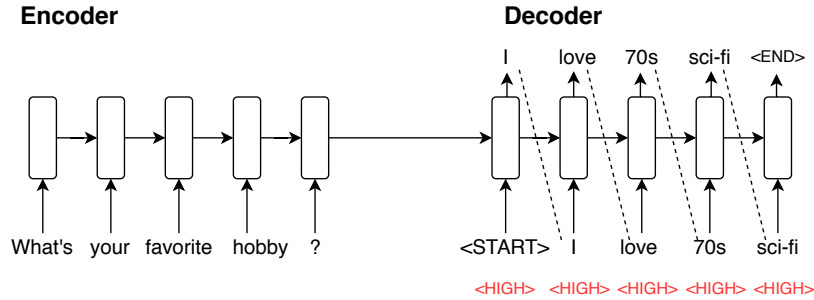 Encoder Decoder
I love 70s sci-fi <END>
What's your favorite hobby ? <START> I love 70s sci-fi
<HIGH> <HIGH> <HIGH> <HIGH> <HIGH>